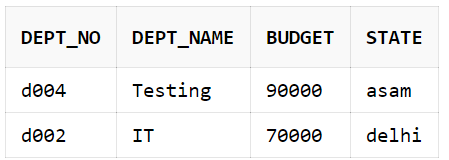 DEPT_NO DEPT_NAME BUDGET STATE
d004 Testing 90000 asam
d002 IT 70000 delhi